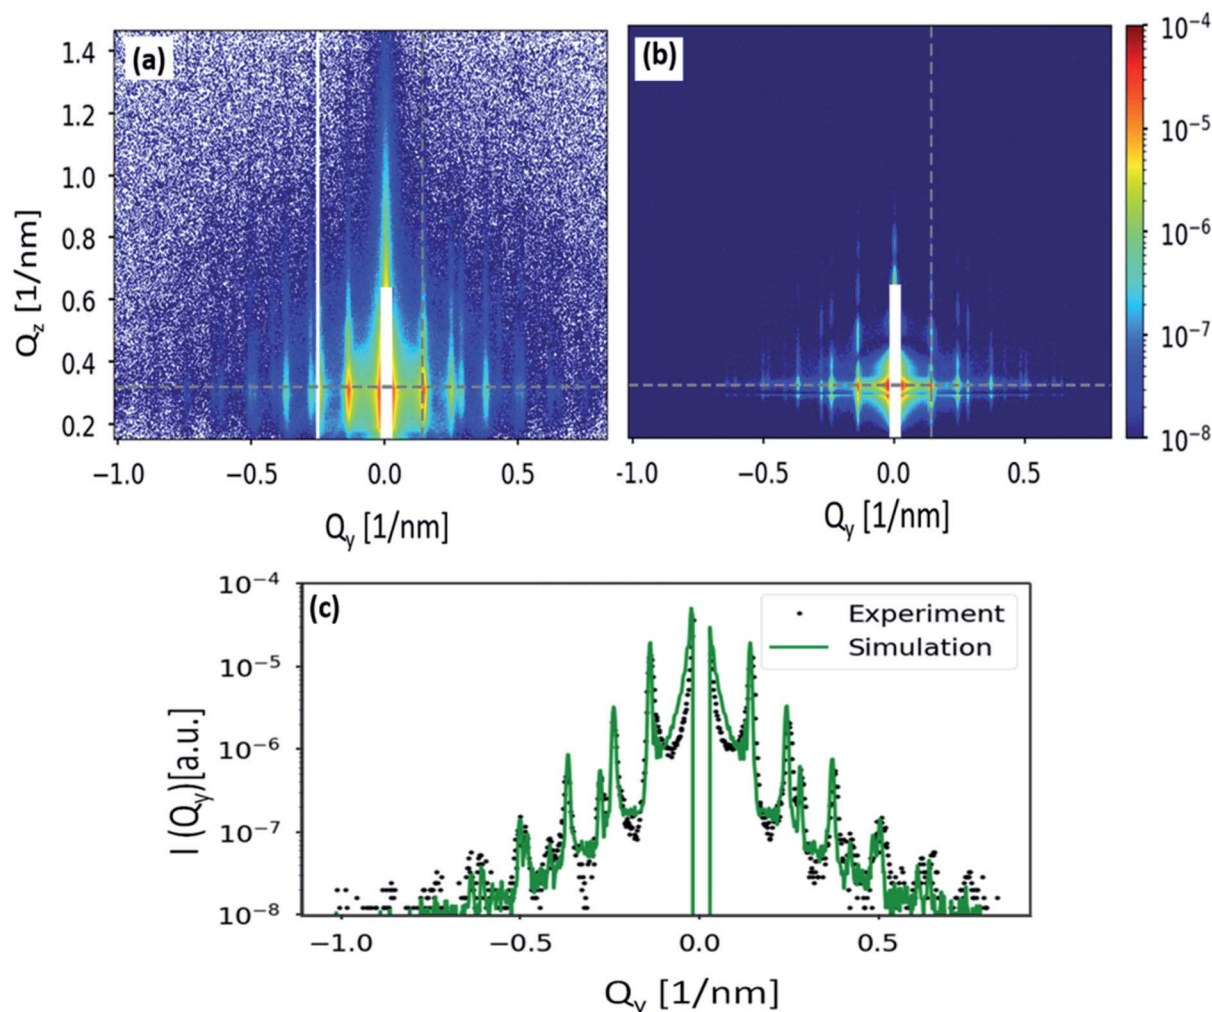 (a)
(b)
1.4
1.2
1.0
0.8
0.6
0.4
0.2
Q_z [1/nm]
−1.0 −0.5 0.0 0.5
-1.0 −0.5 0.0 0.5
Q_y [1/nm]
Q_y [1/nm]
10^−4
10^−5
10^−6
10^−7
10^−8
(c)
Experiment
Simulation
10^−4
10^−5
10^−6
10^−7
10^−8
I (Q_y)[a.u.]
−1.0 −0.5 0.0 0.5
Q_y [1/nm]